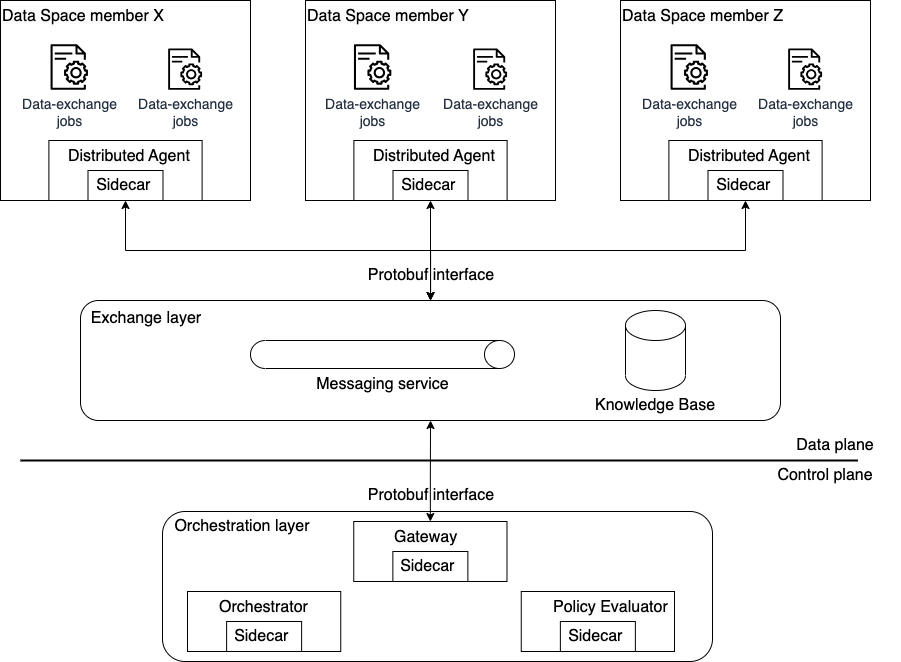 Data Space member X
Data Space member Y
Data Space member Z
Data-exchange
jobs
Data-exchange
jobs
Data-exchange
jobs
Data-exchange
jobs
Data-exchange
jobs
Data-exchange
jobs
Distributed Agent
Sidecar
Distributed Agent
Sidecar
Distributed Agent
Sidecar
Protobuf interface
Exchange layer
Messaging service
Knowledge Base
Data plane
Control plane
Protobuf interface
Orchestration layer
Gateway
Sidecar
Orchestrator
Sidecar
Policy Evaluator
Sidecar